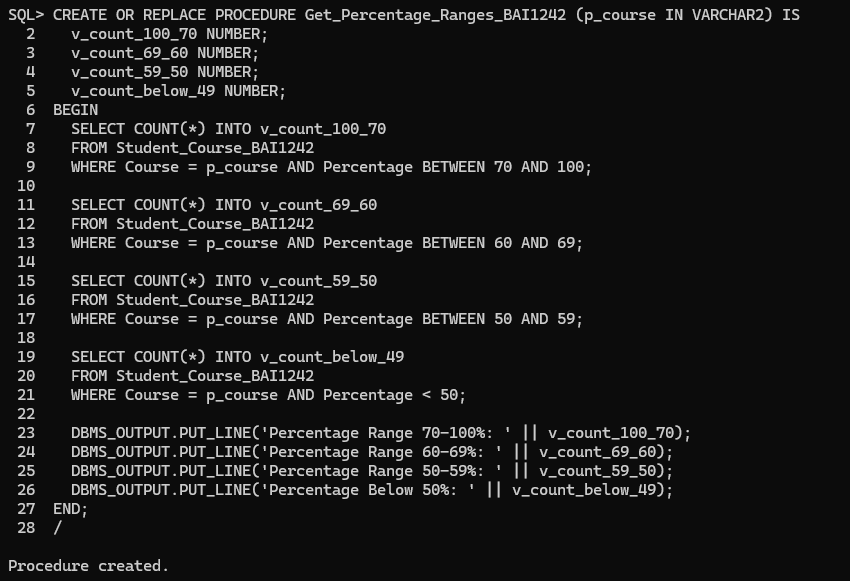 SQL> CREATE OR REPLACE PROCEDURE Get_Percentage_Ranges_BAI1242 (p_course IN VARCHAR2) IS
  2    v_count_100_70 NUMBER;
  3    v_count_69_60 NUMBER;
  4    v_count_59_50 NUMBER;
  5    v_count_below_49 NUMBER;
  6  BEGIN
  7    SELECT COUNT(*) INTO v_count_100_70
  8    FROM Student_Course_BAI1242
  9    WHERE Course = p_course AND Percentage BETWEEN 70 AND 100;
 10
 11    SELECT COUNT(*) INTO v_count_69_60
 12    FROM Student_Course_BAI1242
 13    WHERE Course = p_course AND Percentage BETWEEN 60 AND 69;
 14
 15    SELECT COUNT(*) INTO v_count_59_50
 16    FROM Student_Course_BAI1242
 17    WHERE Course = p_course AND Percentage BETWEEN 50 AND 59;
 18
 19    SELECT COUNT(*) INTO v_count_below_49
 20    FROM Student_Course_BAI1242
 21    WHERE Course = p_course AND Percentage < 50;
 22
 23    DBMS_OUTPUT.PUT_LINE('Percentage Range 70-100%: ' || v_count_100_70);
 24    DBMS_OUTPUT.PUT_LINE('Percentage Range 60-69%: ' || v_count_69_60);
 25    DBMS_OUTPUT.PUT_LINE('Percentage Range 50-59%: ' || v_count_59_50);
 26    DBMS_OUTPUT.PUT_LINE('Percentage Below 50%: ' || v_count_below_49);
 27  END;
 28  /

Procedure created.